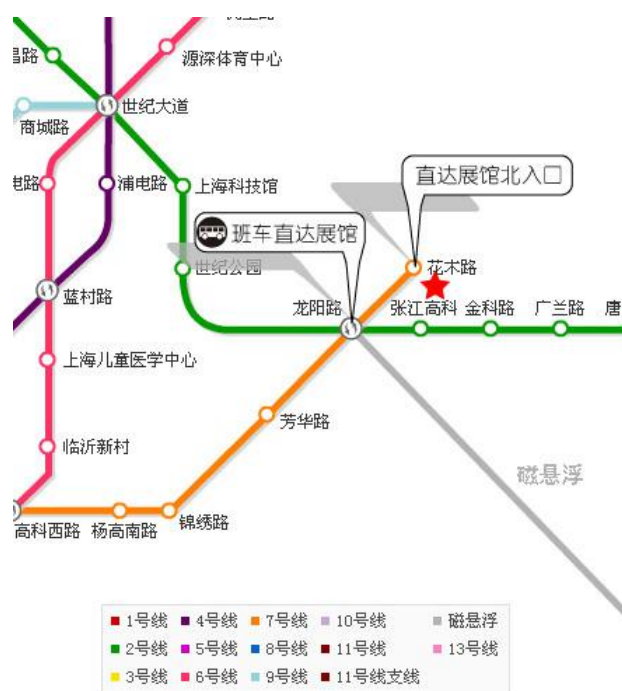 源深体育中心
昌路
世纪大道
商城路
电路
浦电路
上海科技馆
直达展馆北入口
班车直达展馆
世纪公园
花木路
蓝村路
龙阳路
张江高科
金科路
广兰路
唐
上海儿童医学中心
芳华路
临沂新村
磁悬浮
高科西路
杨高南路
锦绣路
1号线 4号线 7号线 10号线 磁悬浮
2号线 5号线 8号线 11号线 13号线
3号线 6号线 9号线 11号线支线